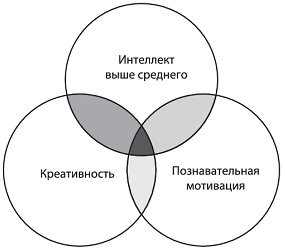 Интеллект
выше среднего
Креативность
Познавательная
мотивация